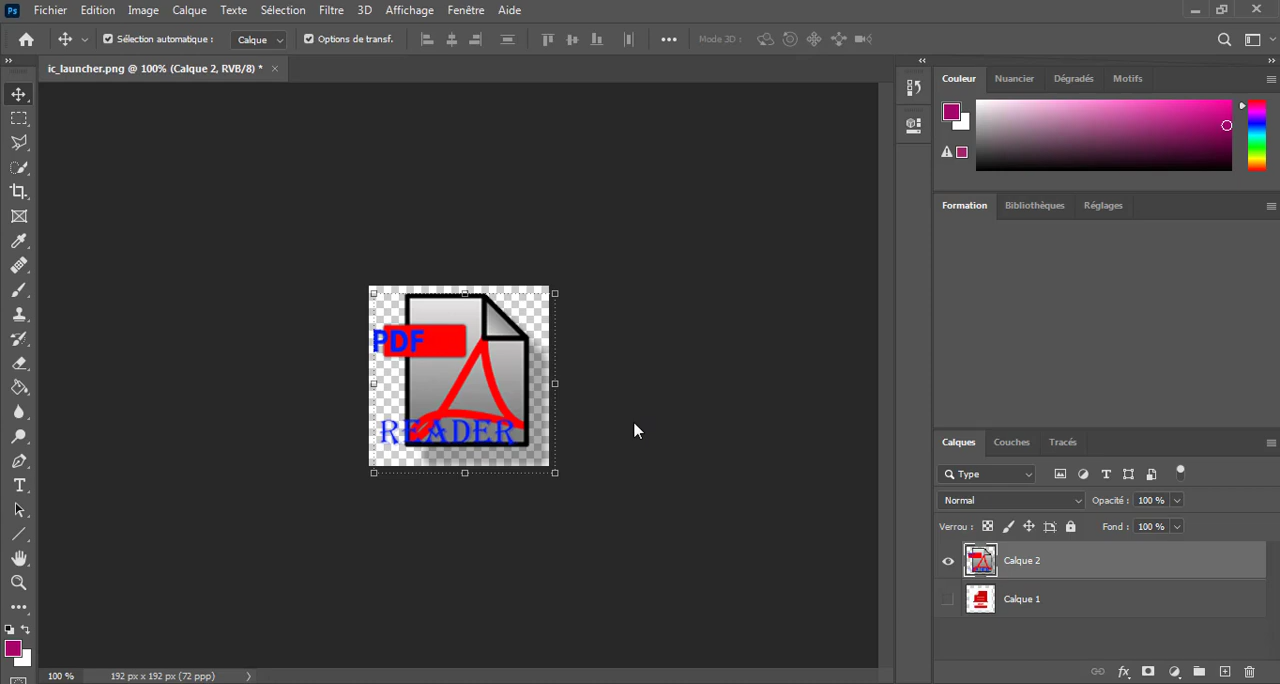 Ps Fichier Edition Image Calque Texte Sélection Filtre 3D Affichage Fenêtre Aide
Sélection automatique : Calque Options de transf. Mode 3D :
ic_launcher.png @ 100% (Calque 2, RVB/8) *
Couleur Nuancier Dégradés Motifs
Formation Bibliothèques Réglages
PDF
READER
Calques Couches Tracés
Type
Normal Opacité : 100 %
Verrou : Fond : 100 %
Calque 2
Calque 1
100 % 192 px x 192 px (72 ppp)